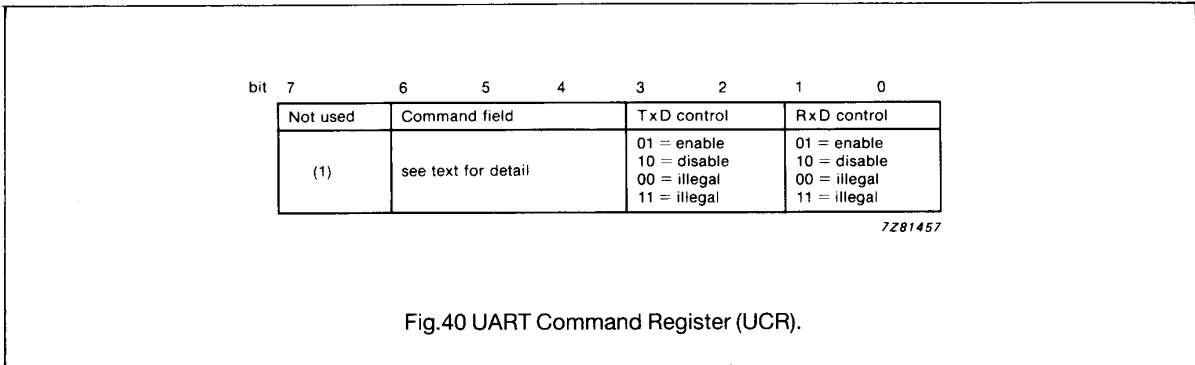 bit 7 6 5 4 3 2 1 0
Not used Command field TxD control RxD control
(1) see text for detail
01 = enable 01 = enable
10 = disable 10 = disable
00 = illegal 00 = illegal
11 = illegal 11 = illegal
7Z81457
Fig.40 UART Command Register (UCR).